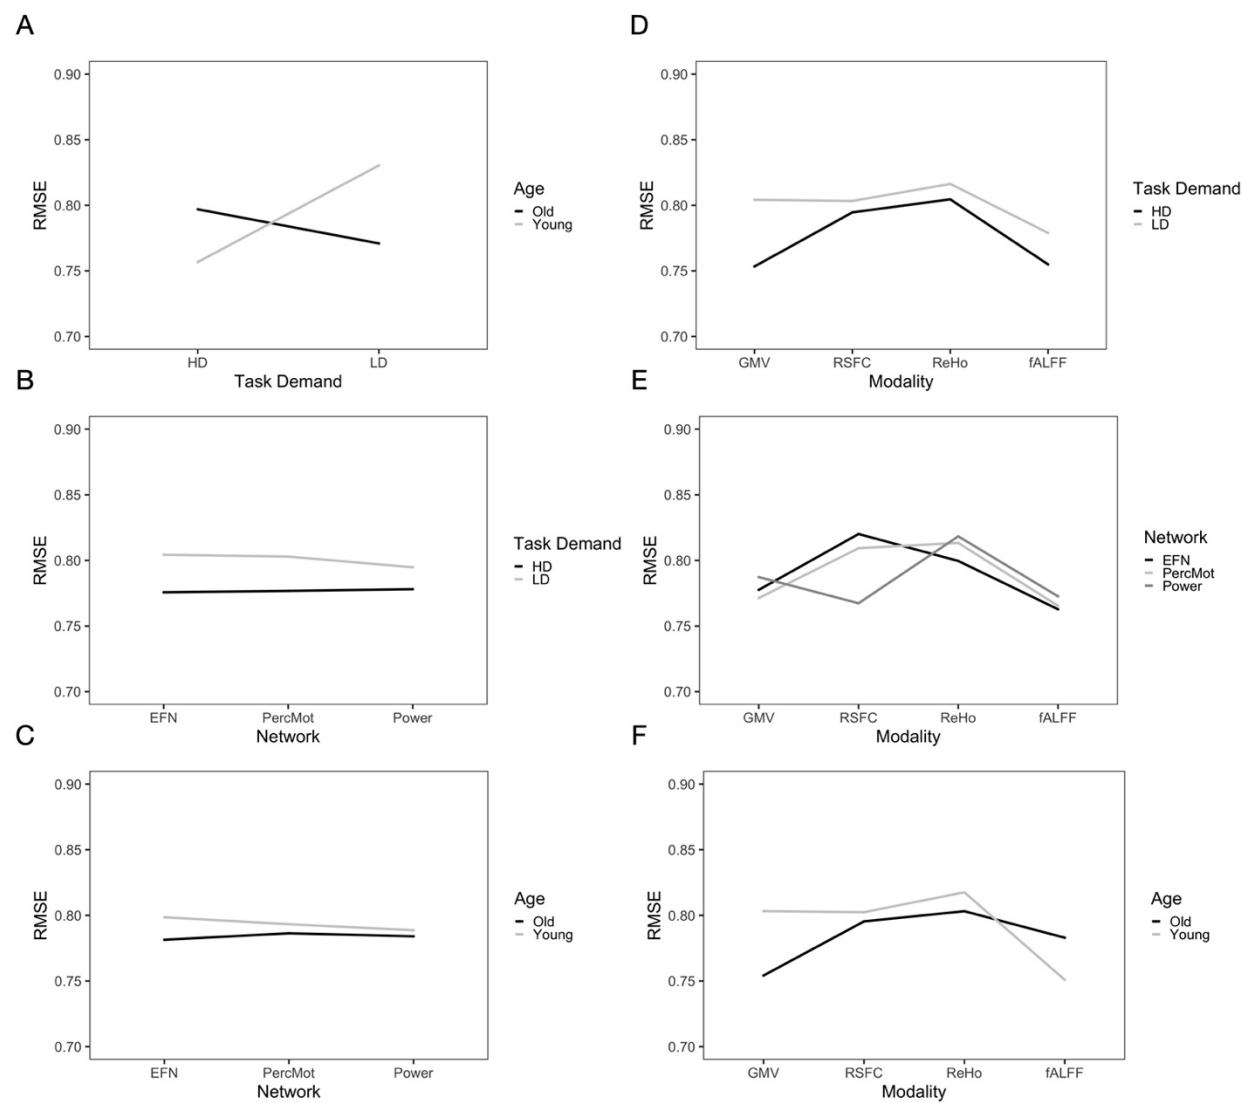 A
0.90
0.85
0.80
0.75
0.70
RMSE
HD
LD
Task Demand
Age
Old
Young
B
0.90
0.85
0.80
0.75
0.70
RMSE
EFN
PercMot
Power
Network
Task Demand
HD
LD
C
0.90
0.85
0.80
0.75
0.70
RMSE
EFN
PercMot
Power
Network
Age
Old
Young
D
0.90
0.85
0.80
0.75
0.70
RMSE
GMV
RSFC
ReHo
fALFF
Modality
Task Demand
HD
LD
E
0.90
0.85
0.80
0.75
0.70
RMSE
GMV
RSFC
ReHo
fALFF
Modality
Network
EFN
PercMot
Power
F
0.90
0.85
0.80
0.75
0.70
RMSE
GMV
RSFC
ReHo
fALFF
Modality
Age
Old
Young